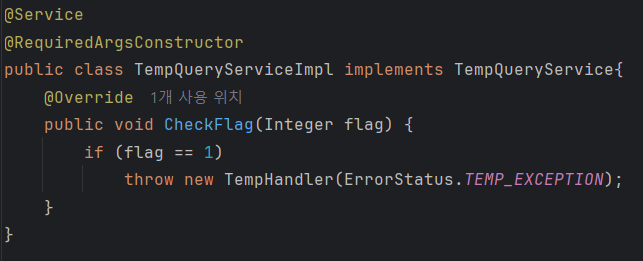 @Service
@RequiredArgsConstructor
public class TempQueryServiceImpl implements TempQueryService{
    @Override 1개 사용 위치
    public void CheckFlag(Integer flag) {
        if (flag == 1)
            throw new TempHandler(ErrorStatus.TEMP_EXCEPTION);
    }
}